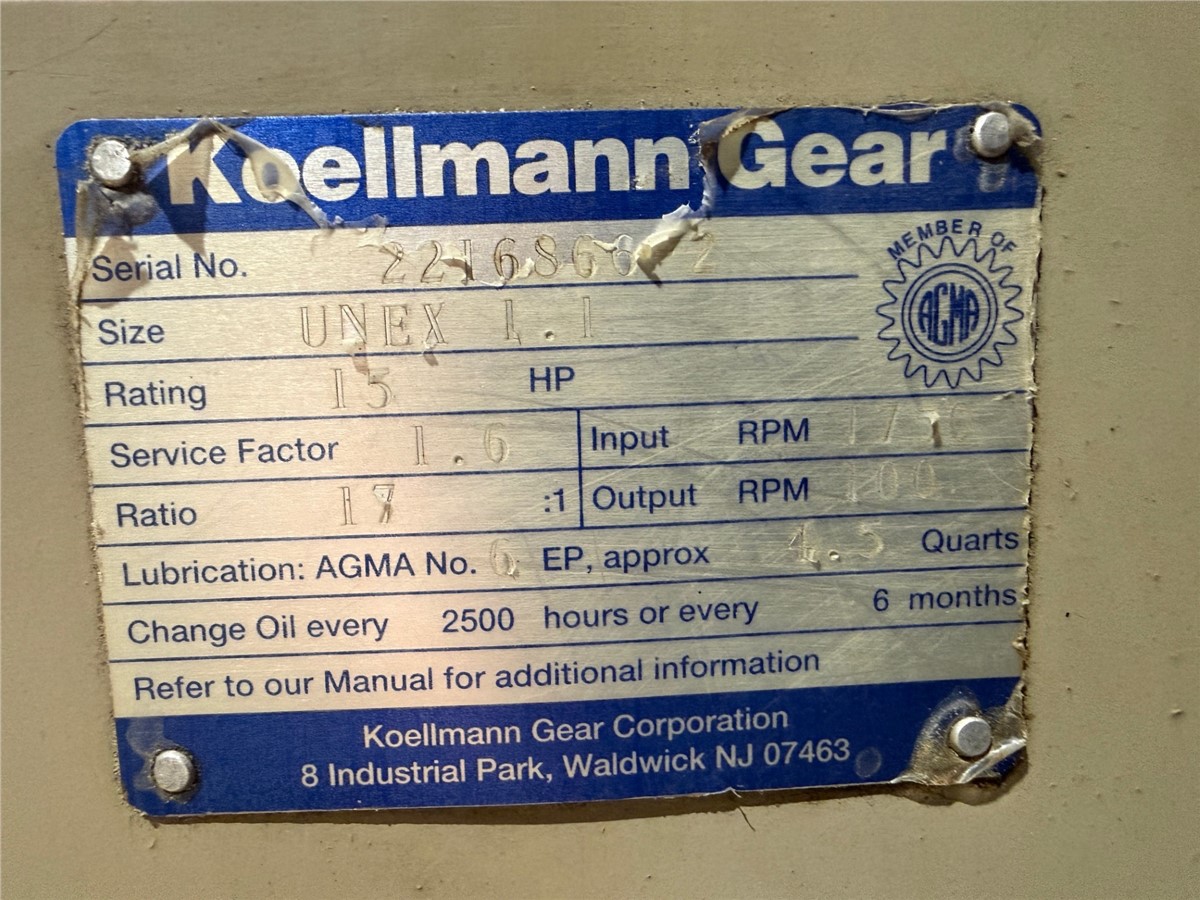 Koellmann Gear
Serial No.
Size UNEX 1.1
Rating 15 HP
Service Factor 1.6 Input RPM
Ratio 17 :1 Output RPM 100
Lubrication: AGMA No. 6 EP, approx 4.5 Quarts
Change Oil every 2500 hours or every 6 months
Refer to our Manual for additional information
MEMBER OF
AGMA
Koellmann Gear Corporation
8 Industrial Park, Waldwick NJ 07463